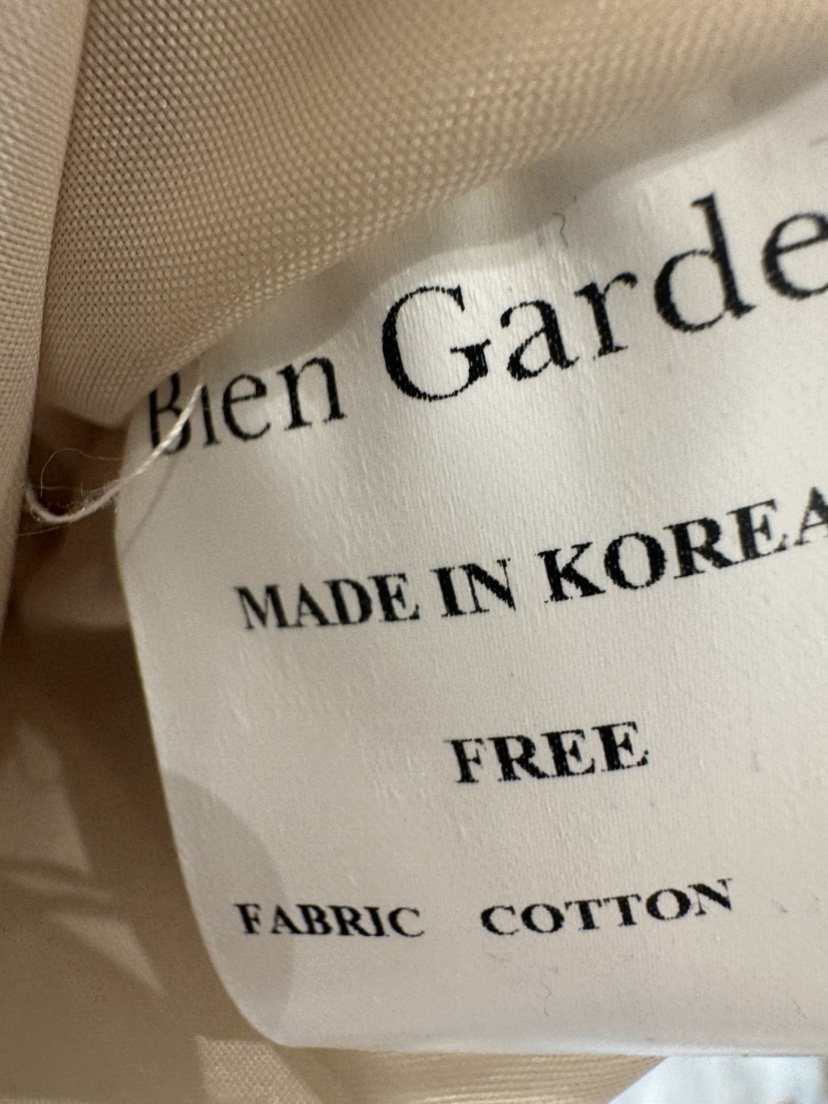 Bien Garde
MADE IN KOREA
FREE
FABRIC COTTON